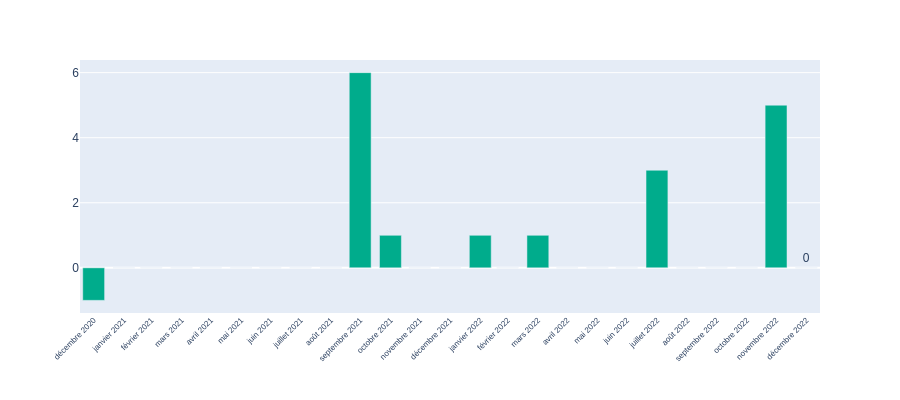 6
4
2
0
0
décembre 2020
janvier 2021
février 2021
mars 2021
avril 2021
mai 2021
juin 2021
juillet 2021
août 2021
septembre 2021
octobre 2021
novembre 2021
décembre 2021
janvier 2022
février 2022
mars 2022
avril 2022
mai 2022
juin 2022
juillet 2022
août 2022
septembre 2022
octobre 2022
novembre 2022
décembre 2022